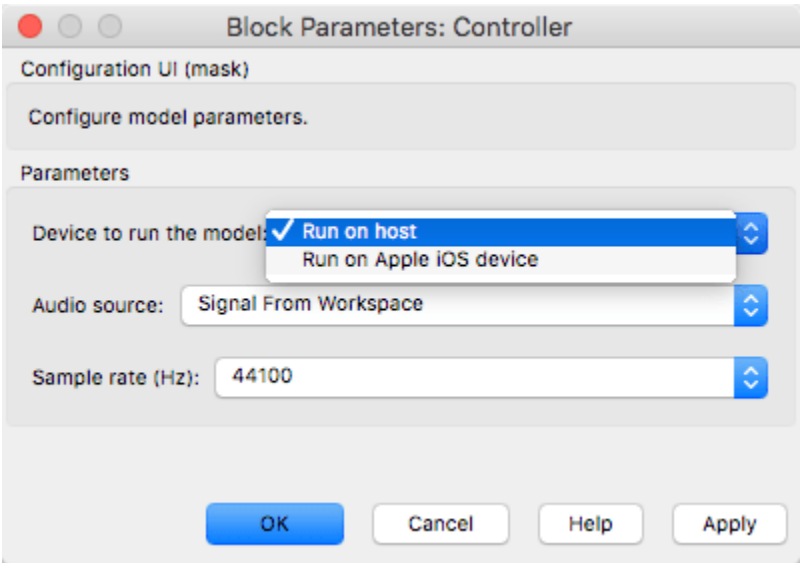 Block Parameters: Controller
Configuration UI (mask)
Configure model parameters.
Parameters
Device to run the model: Run on host
Run on Apple iOS device
Audio source: Signal From Workspace
Sample rate (Hz): 44100
OK Cancel Help Apply